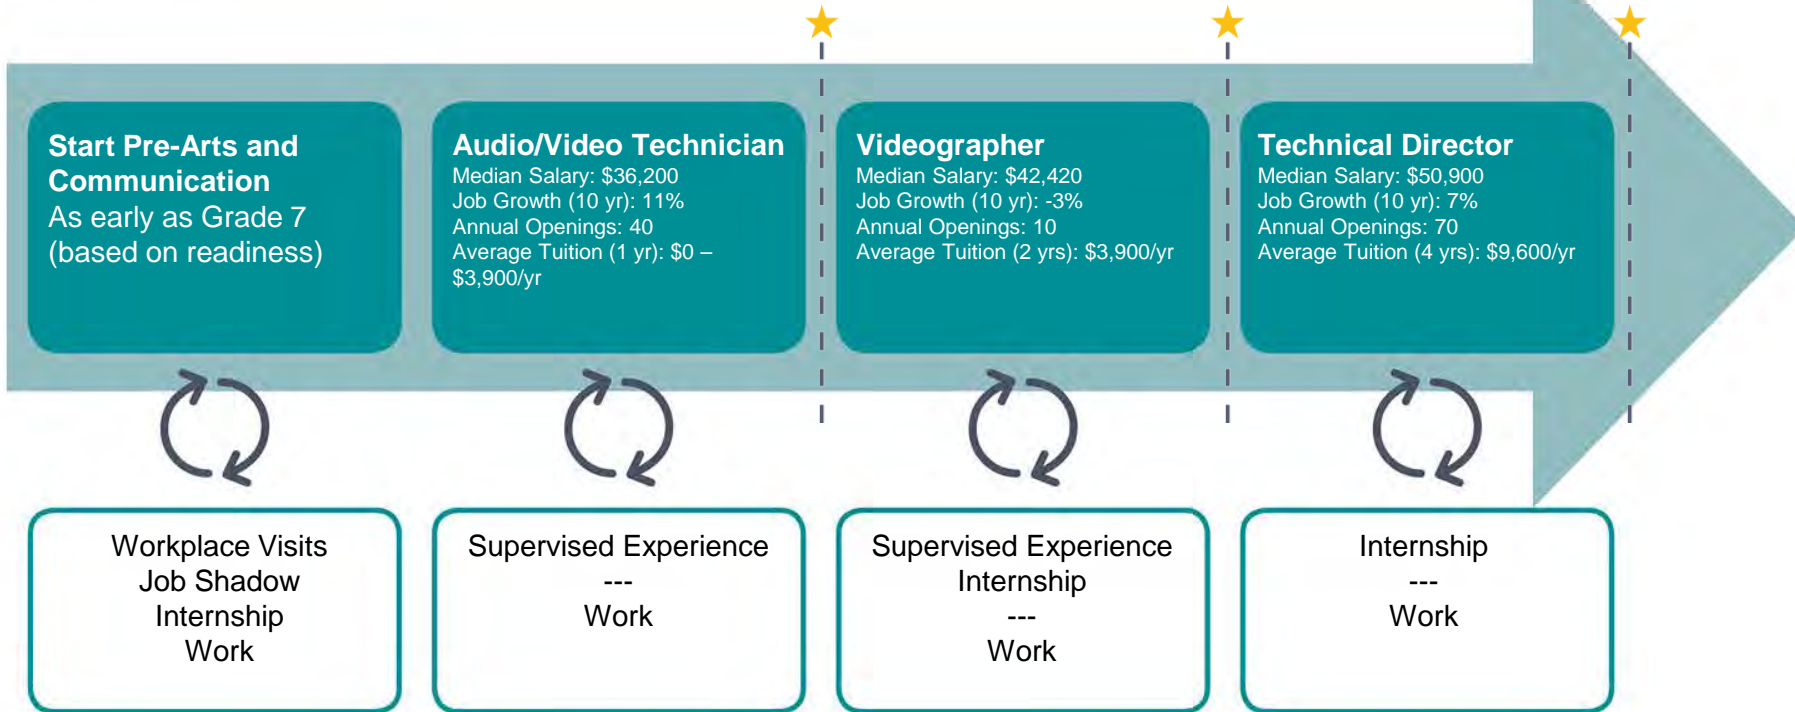 Start Pre-Arts and
Communication
As early as Grade 7
(based on readiness)
Audio/Video Technician
Median Salary: $36,200
Job Growth (10 yr): 11%
Annual Openings: 40
Average Tuition (1 yr): $0 –
$3,900/yr
Videographer
Median Salary: $42,420
Job Growth (10 yr): -3%
Annual Openings: 10
Average Tuition (2 yrs): $3,900/yr
Technical Director
Median Salary: $50,900
Job Growth (10 yr): 7%
Annual Openings: 70
Average Tuition (4 yrs): $9,600/yr
Workplace Visits
Job Shadow
Internship
Work
Supervised Experience
---
Work
Supervised Experience
Internship
---
Work
Internship
---
Work